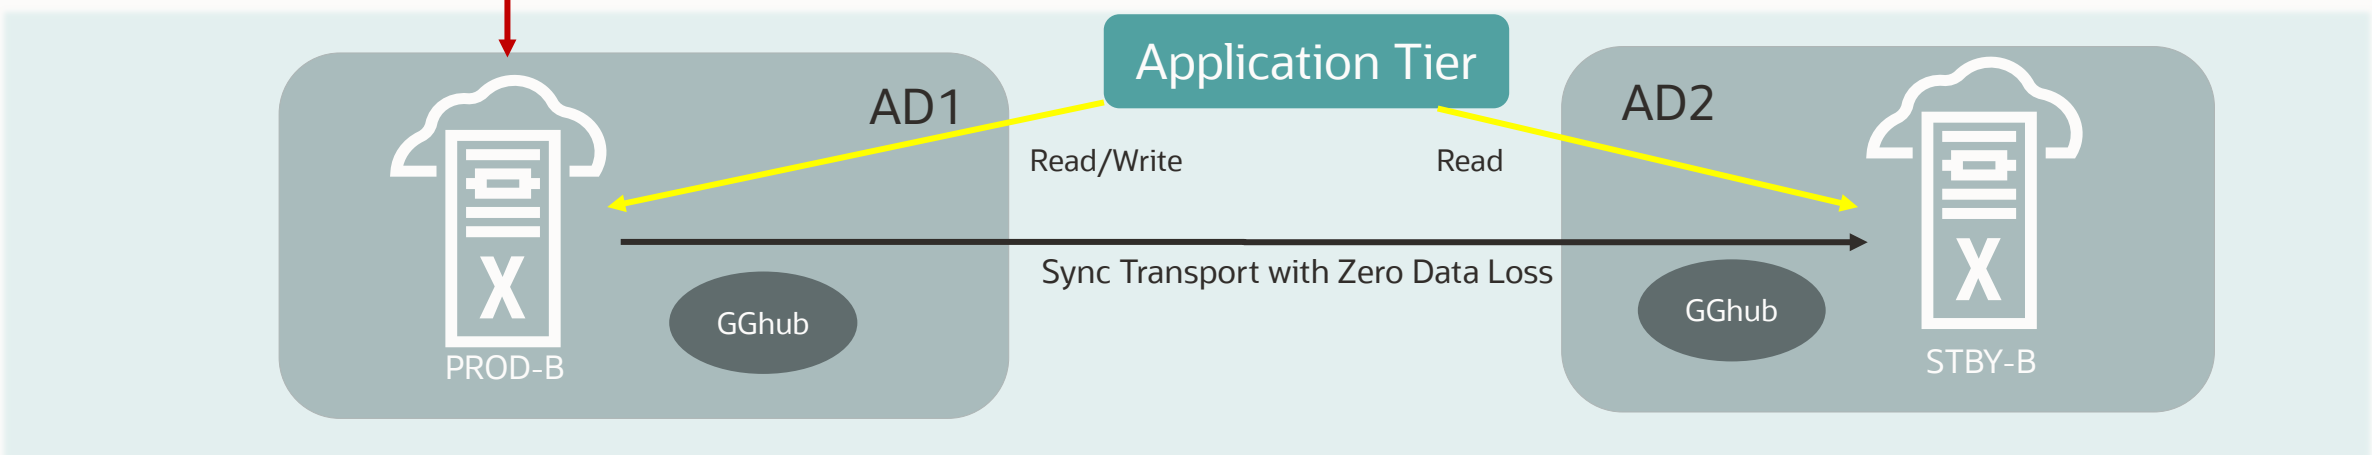 Application Tier
AD1
AD2
Read/Write
Read
X
X
Sync Transport with Zero Data Loss
GGhub
GGhub
PROD-B
STBY-B